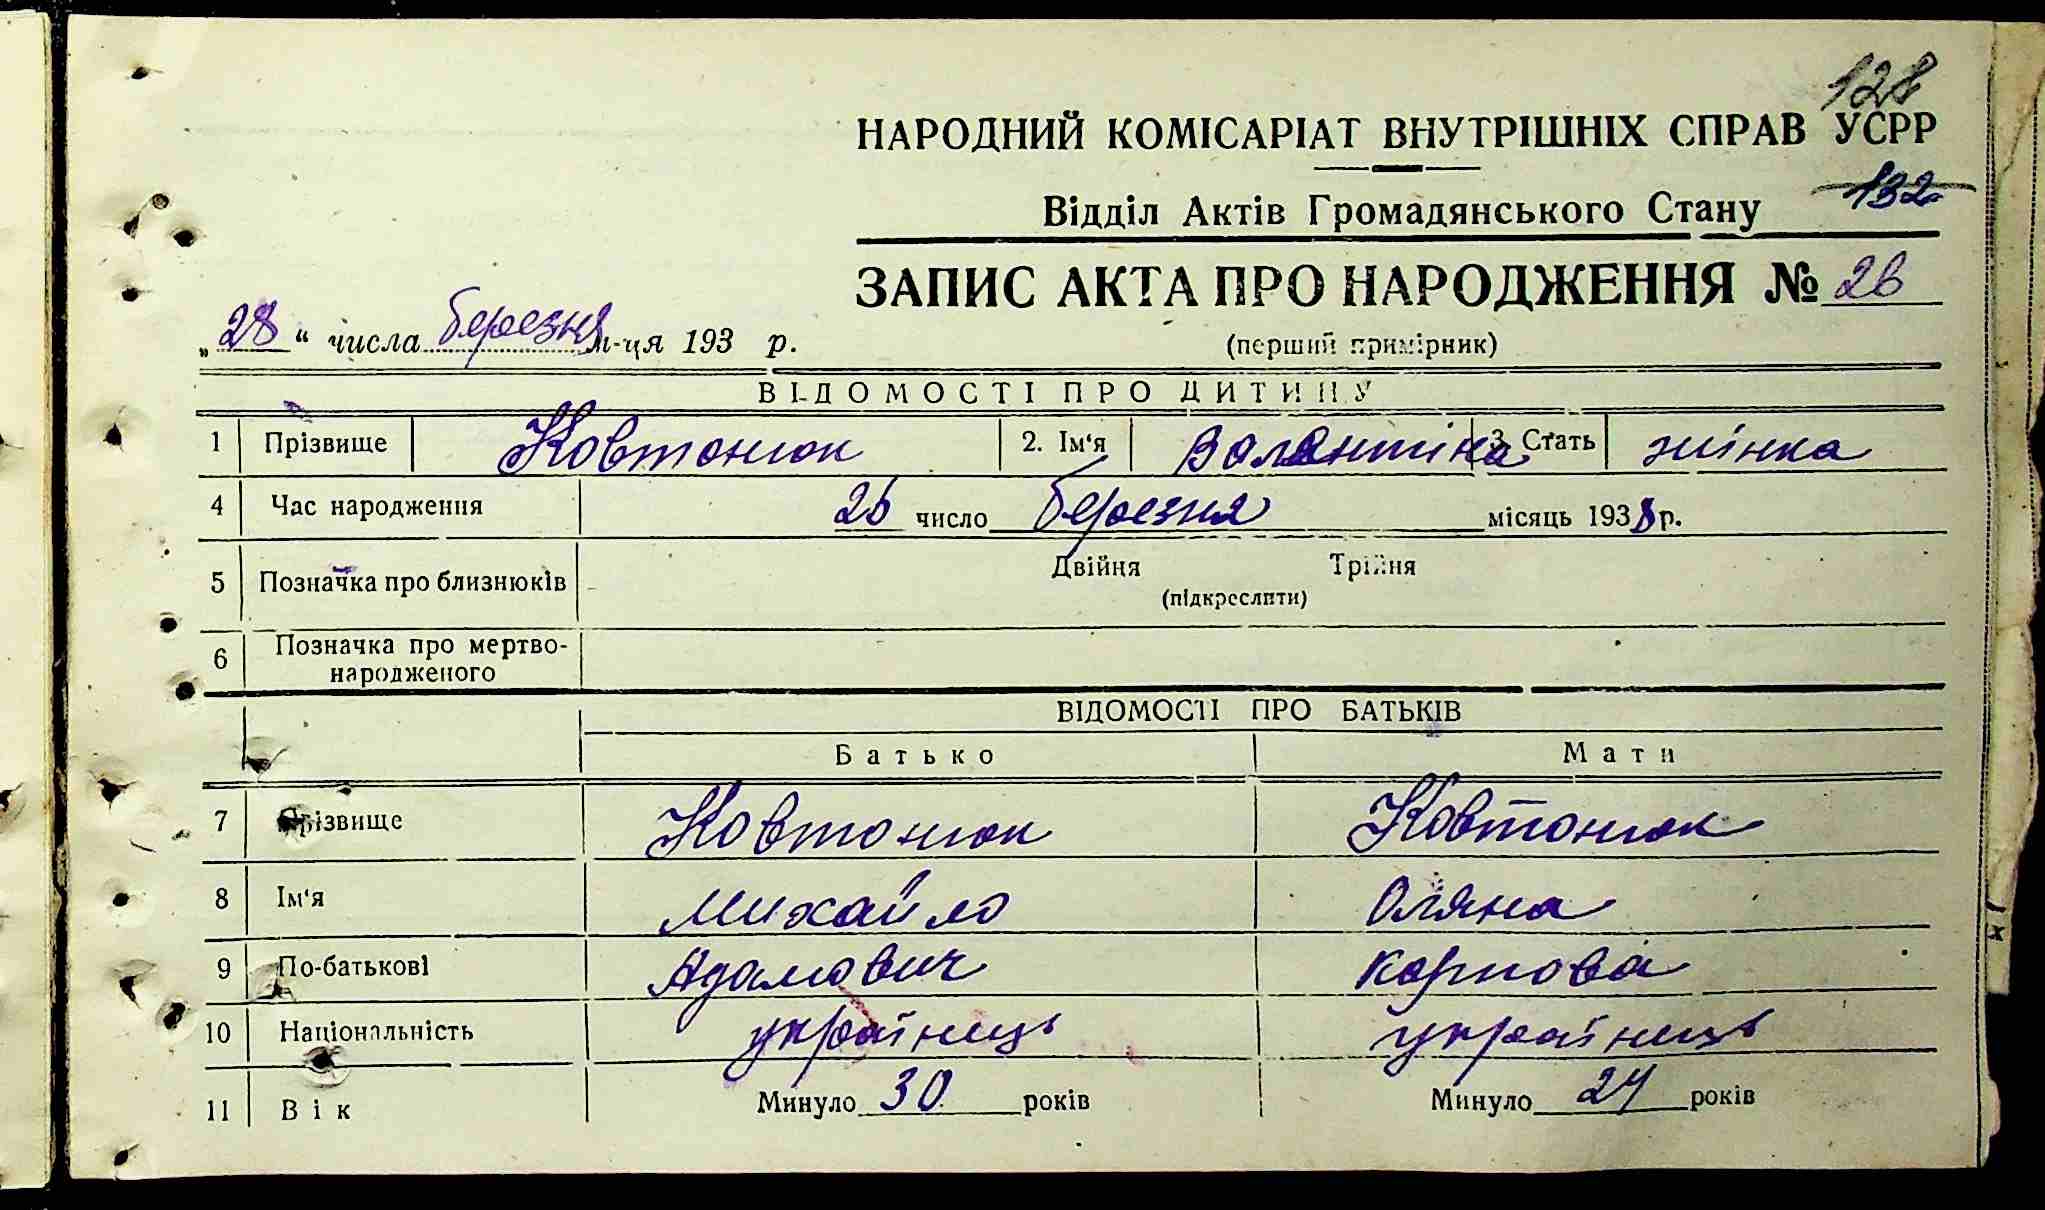 128
НАРОДНИЙ КОМІСАРІАТ ВНУТРІШНІХ СПРАВ УСРР
Відділ Актів Громадянського Стану 132
ЗАПИС АКТА ПРО НАРОДЖЕННЯ № 26
„28“ числа березня м-ця 193 р.
(перший примірник)
ВІДОМОСТІ ПРО ДИТИНУ
1 Прізвище Ковтонюк 2. Ім‘я Валентіна 3. Стать жінка
4 Час народження 26 число березня місяць 1938 р.
5 Позначка про близнюків Двійня Трійня
(підкреслити)
6 Позначка про мертво-
народженого
ВІДОМОСТІ ПРО БАТЬКІВ
Батько Мати
7 Прізвище Ковтонюк Ковтонюк
8 Ім‘я Михайло Оляна
9 По-батькові Адамович Карпова
10 Національність українець українець
11 Вік Минуло 30 років Минуло 24 років